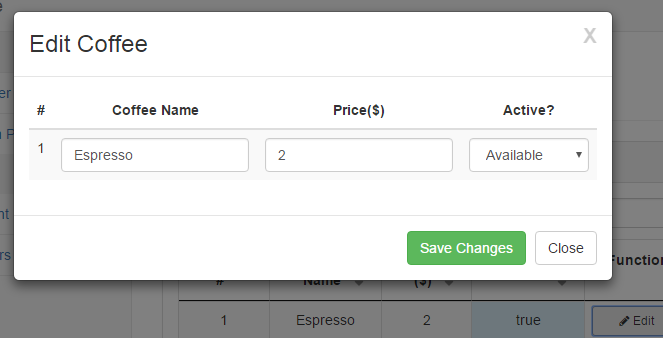 Edit Coffee X
# Coffee Name Price($) Active?
1 Espresso 2 Available
Save Changes Close
# Name ($)
1 Espresso 2 true Edit